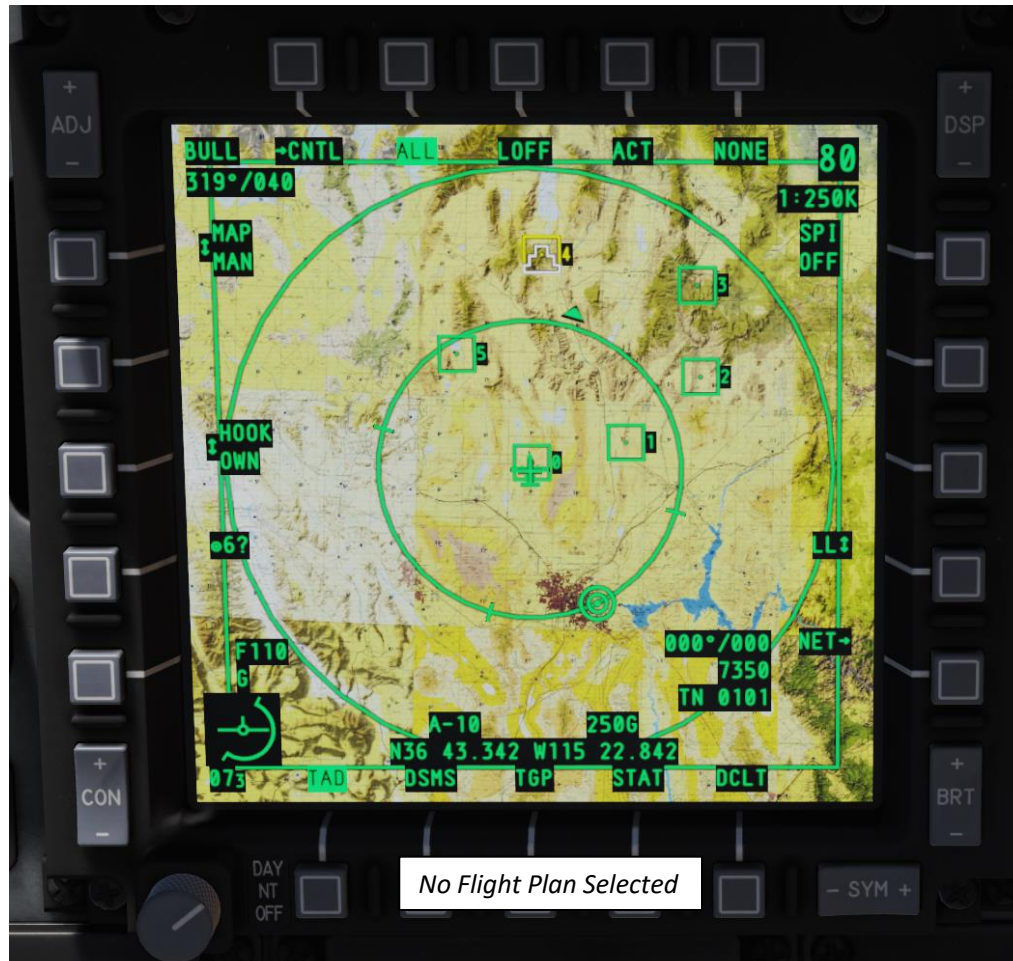 +
ADJ
-
+
DSP
-
BULL
→CNTL
ALL
LOFF
ACT
NONE
80
319°/040
1:250K
↕MAP
MAN
SPI
OFF
4
3
5
2
1
0
↕HOOK
OWN
6?
LL↕
F110
G
000°/000
7350
TN 0101
NET→
A-10
250G
N36 43.342 W115 22.842
073
TAD
DSMS
TGP
STAT
DCLT
+
CON
-
+
BRT
-
DAY
NT
OFF
No Flight Plan Selected
- SYM +